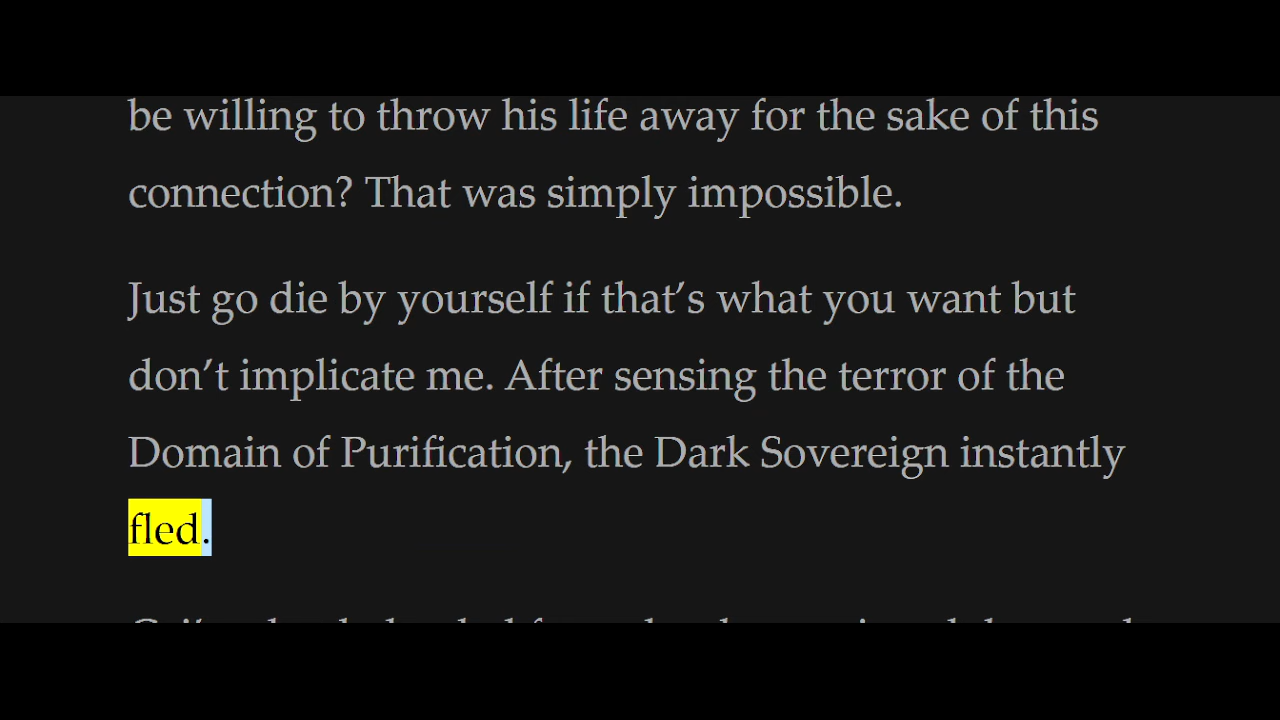 be willing to throw his life away for the sake of this
connection? That was simply impossible.
Just go die by yourself if that’s what you want but
don’t implicate me. After sensing the terror of the
Domain of Purification, the Dark Sovereign instantly
fled.